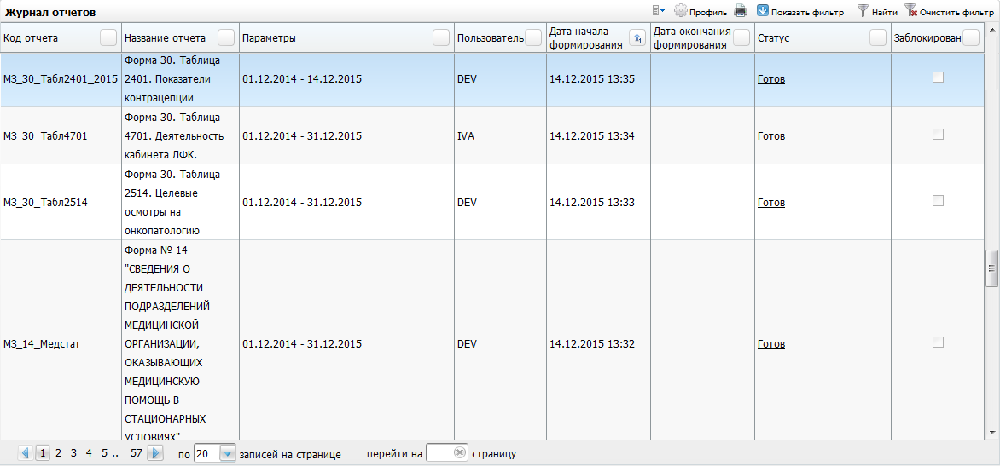 Журнал отчетов
Профиль
Показать фильтр
Найти
Очистить фильтр
Код отчета
Название отчета
Параметры
Пользователь
Дата начала
формирования
1
Дата окончания
формирования
Статус
Заблокирован
МЗ_30_Табл2401_2015
Форма 30. Таблица
2401. Показатели
контрацепции
01.12.2014 - 14.12.2015
DEV
14.12.2015 13:35
Готов
МЗ_30_Табл4701
Форма 30. Таблица
4701. Деятельность
кабинета ЛФК.
01.12.2014 - 31.12.2015
IVA
14.12.2015 13:34
Готов
МЗ_30_Табл2514
Форма 30. Таблица
2514. Целевые
осмотры на
онкопатологию
01.12.2014 - 31.12.2015
DEV
14.12.2015 13:33
Готов
МЗ_14_Медстат
Форма № 14
"СВЕДЕНИЯ О
ДЕЯТЕЛЬНОСТИ
ПОДРАЗДЕЛЕНИЙ
МЕДИЦИНСКОЙ
ОРГАНИЗАЦИИ,
ОКАЗЫВАЮЩИХ
МЕДИЦИНСКУЮ
ПОМОЩЬ В
СТАЦИОНАРНЫХ
УСЛОВИЯХ"
01.12.2014 - 31.12.2015
DEV
14.12.2015 13:32
Готов
1 2 3 4 5 .. 57 по 20 записей на странице перейти на страницу